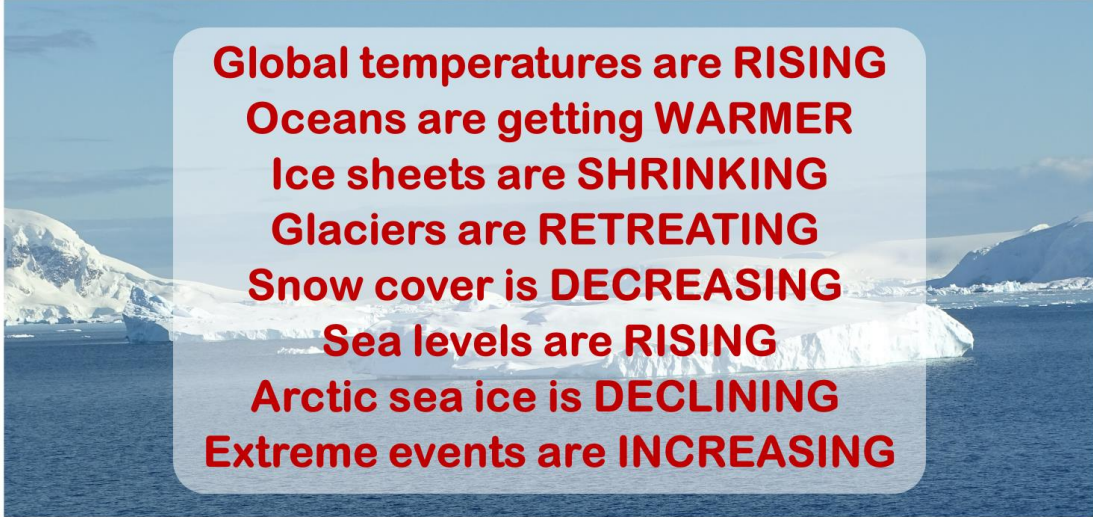 Global temperatures are RISING
Oceans are getting WARMER
Ice sheets are SHRINKING
Glaciers are RETREATING
Snow cover is DECREASING
Sea levels are RISING
Arctic sea ice is DECLINING
Extreme events are INCREASING